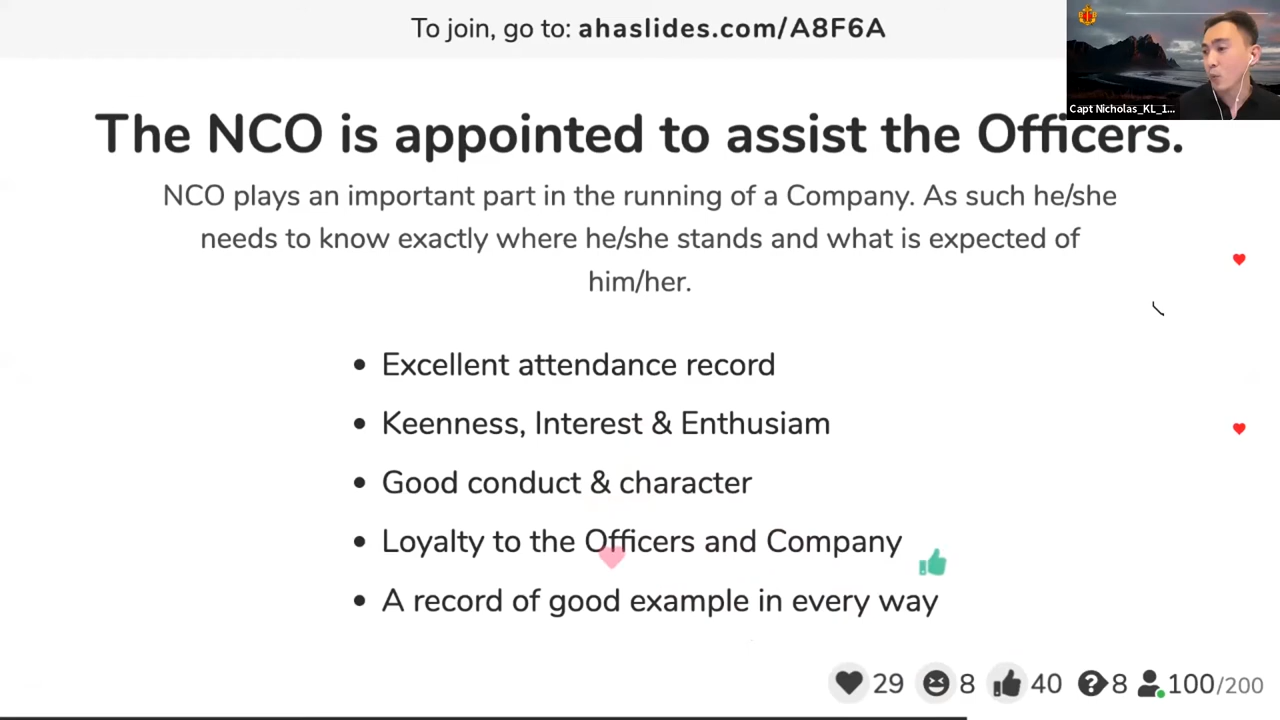 To join, go to: ahaslides.com/A8F6A
Capt Nicholas_KL_1...
The NCO is appointed to assist the Officers.
NCO plays an important part in the running of a Company. As such he/she
needs to know exactly where he/she stands and what is expected of
him/her.
• Excellent attendance record
• Keenness, Interest & Enthusiam
• Good conduct & character
• Loyalty to the Officers and Company
• A record of good example in every way
29 8 40 8 100/200